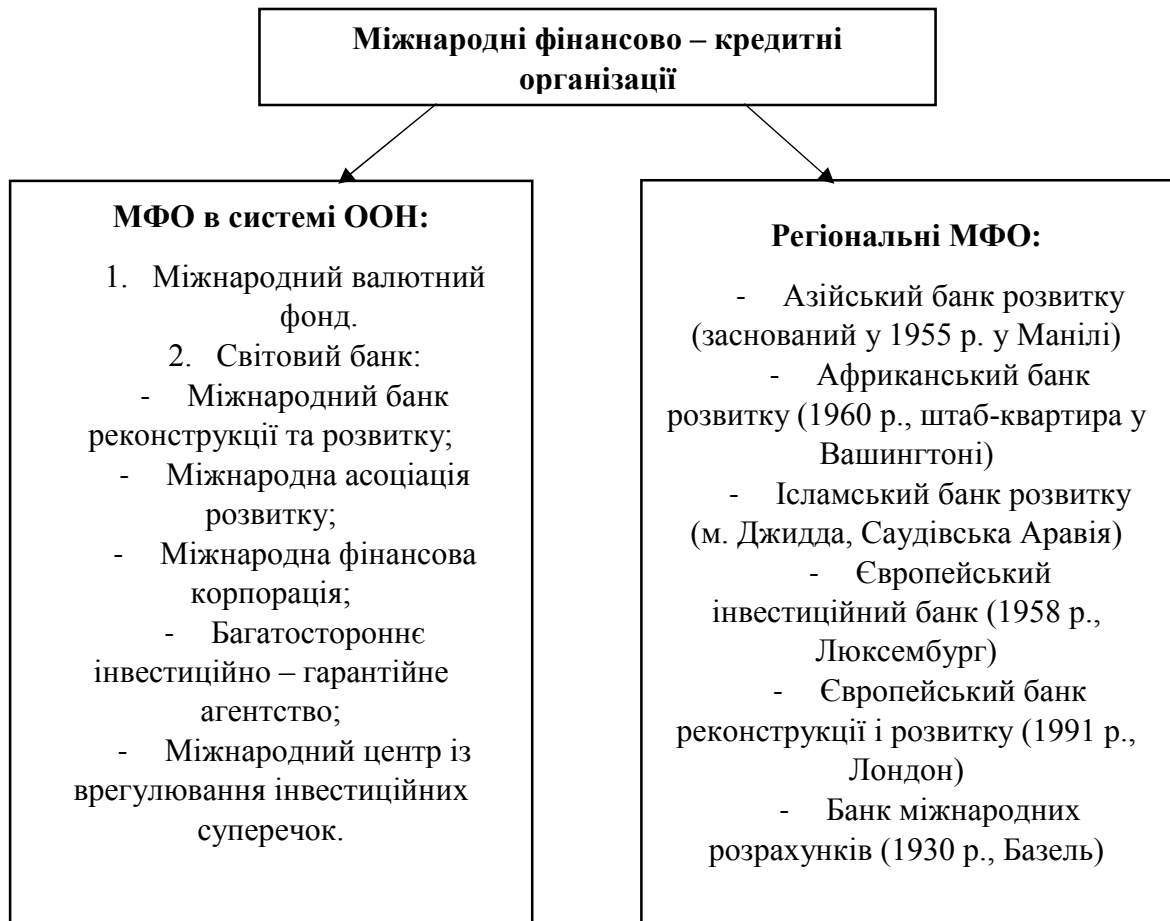 Міжнародні фінансово – кредитні
організації
МФО в системі ООН:
1. Міжнародний валютний
фонд.
2. Світовий банк:
- Міжнародний банк
реконструкції та розвитку;
- Міжнародна асоціація
розвитку;
- Міжнародна фінансова
корпорація;
- Багатостороннє
інвестиційно – гарантійне
агентство;
- Міжнародний центр із
врегулювання інвестиційних
суперечок.
Регіональні МФО:
- Азійський банк розвитку
(заснований у 1955 р. у Манілі)
- Африканський банк
розвитку (1960 р., штаб-квартира у
Вашингтоні)
- Ісламський банк розвитку
(м. Джидда, Саудівська Аравія)
- Європейський
інвестиційний банк (1958 р.,
Люксембург)
- Європейський банк
реконструкції і розвитку (1991 р.,
Лондон)
- Банк міжнародних
розрахунків (1930 р., Базель)